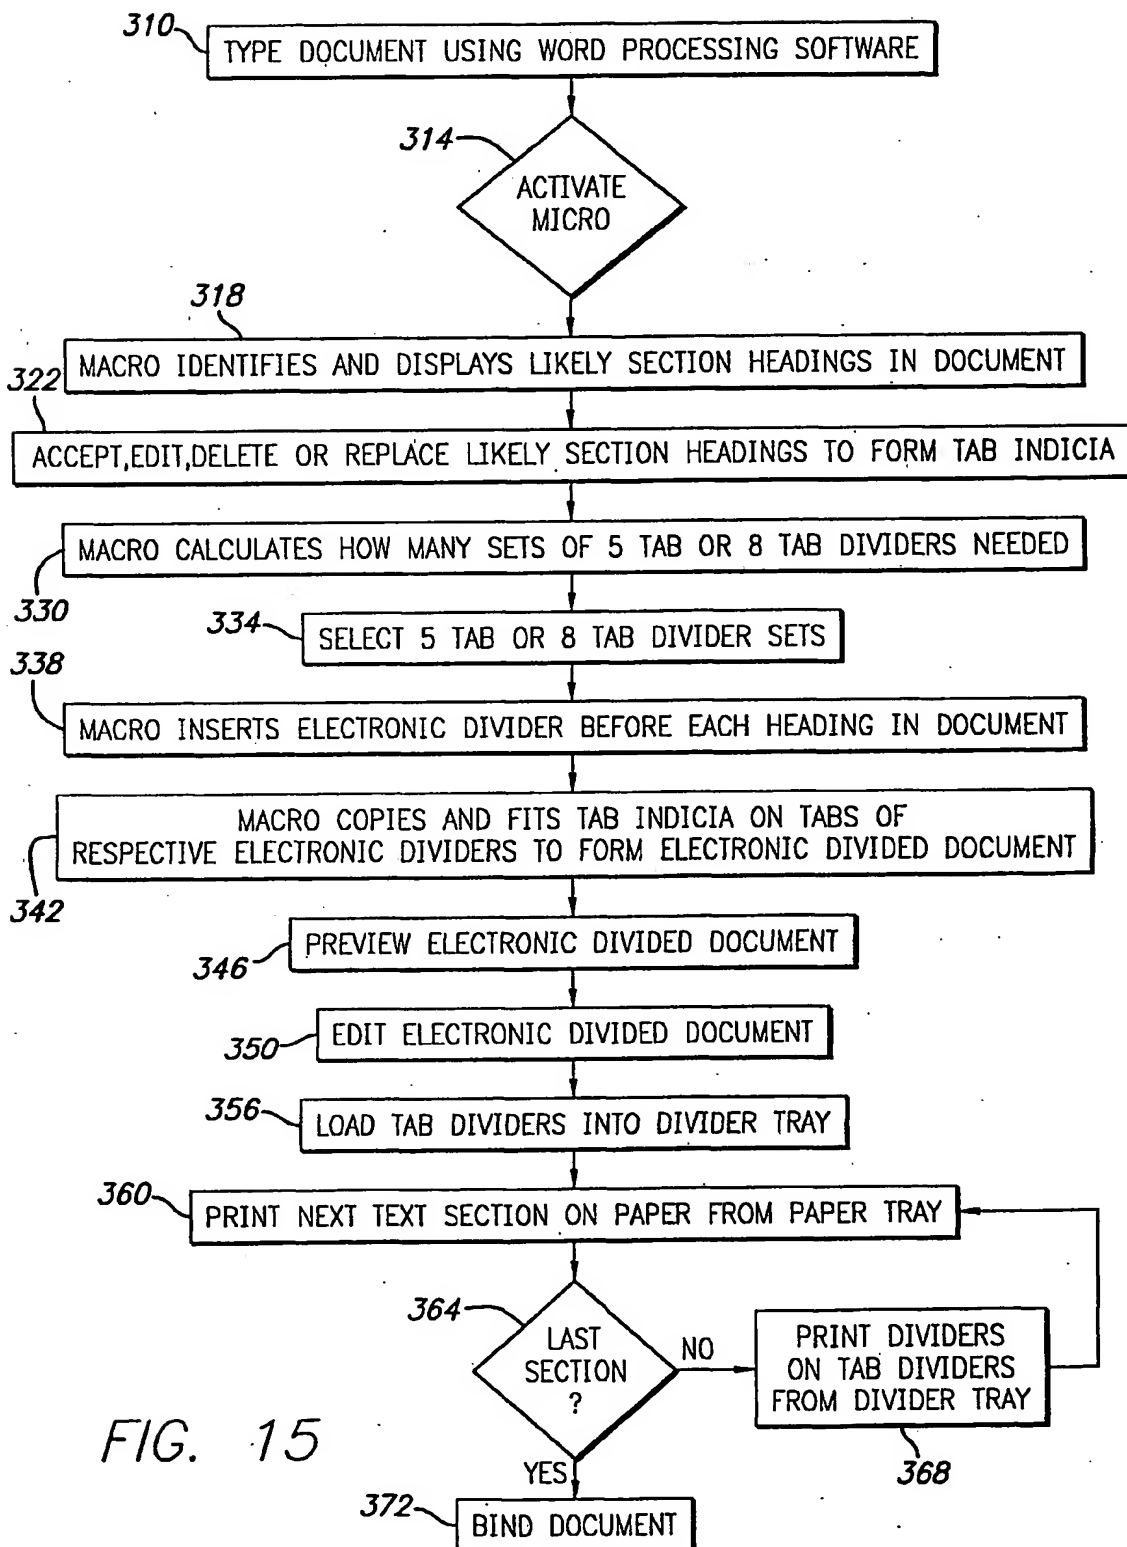 310
TYPE DOCUMENT USING WORD PROCESSING SOFTWARE
314
ACTIVATE
MICRO
318
MACRO IDENTIFIES AND DISPLAYS LIKELY SECTION HEADINGS IN DOCUMENT
322
ACCEPT,EDIT,DELETE OR REPLACE LIKELY SECTION HEADINGS TO FORM TAB INDICIA
MACRO CALCULATES HOW MANY SETS OF 5 TAB OR 8 TAB DIVIDERS NEEDED
330
334
SELECT 5 TAB OR 8 TAB DIVIDER SETS
338
MACRO INSERTS ELECTRONIC DIVIDER BEFORE EACH HEADING IN DOCUMENT
MACRO COPIES AND FITS TAB INDICIA ON TABS OF
RESPECTIVE ELECTRONIC DIVIDERS TO FORM ELECTRONIC DIVIDED DOCUMENT
342
PREVIEW ELECTRONIC DIVIDED DOCUMENT
346
EDIT ELECTRONIC DIVIDED DOCUMENT
350
356
LOAD TAB DIVIDERS INTO DIVIDER TRAY
360
PRINT NEXT TEXT SECTION ON PAPER FROM PAPER TRAY
364
LAST
SECTION
?
NO
PRINT DIVIDERS
ON TAB DIVIDERS
FROM DIVIDER TRAY
368
YES
372
BIND DOCUMENT
FIG. 15